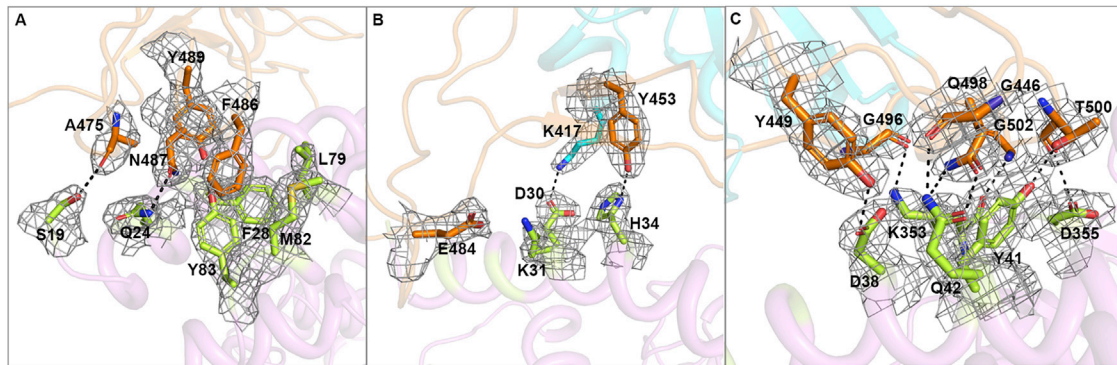 A
Y489
F486
A475
N487
L79
S19
Q24
F28
M82
Y83
B
Y453
K417
D30
H34
E484
K31
C
Q498
G446
Y449
G496
G502
T500
K353
D355
D38
Y41
Q42